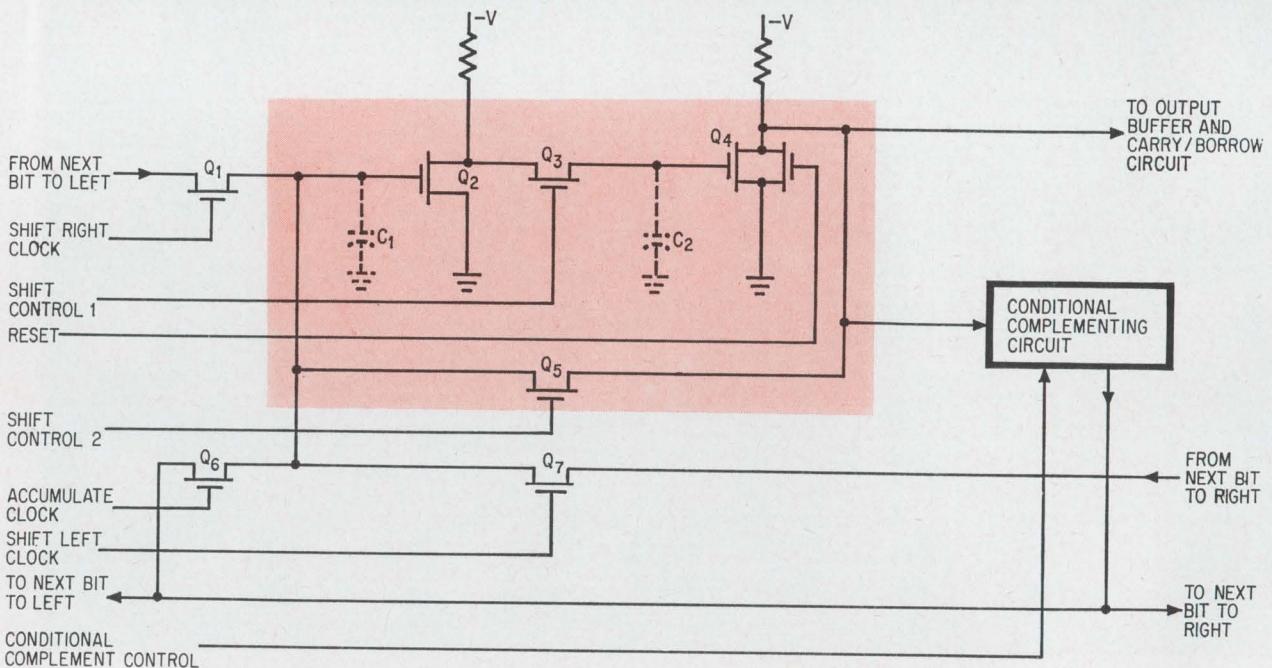 -V
-V
Q4
TO OUTPUT
BUFFER AND
CARRY/BORROW
CIRCUIT
FROM NEXT
BIT TO LEFT
Q1
Q2
Q3
SHIFT RIGHT
CLOCK
C1
C2
SHIFT
CONTROL 1
RESET
CONDITIONAL
COMPLEMENTING
CIRCUIT
Q5
SHIFT
CONTROL 2
Q6
Q7
FROM
NEXT BIT
TO RIGHT
ACCUMULATE
CLOCK
SHIFT LEFT
CLOCK
TO NEXT BIT
TO LEFT
TO NEXT
BIT TO
RIGHT
CONDITIONAL
COMPLEMENT CONTROL